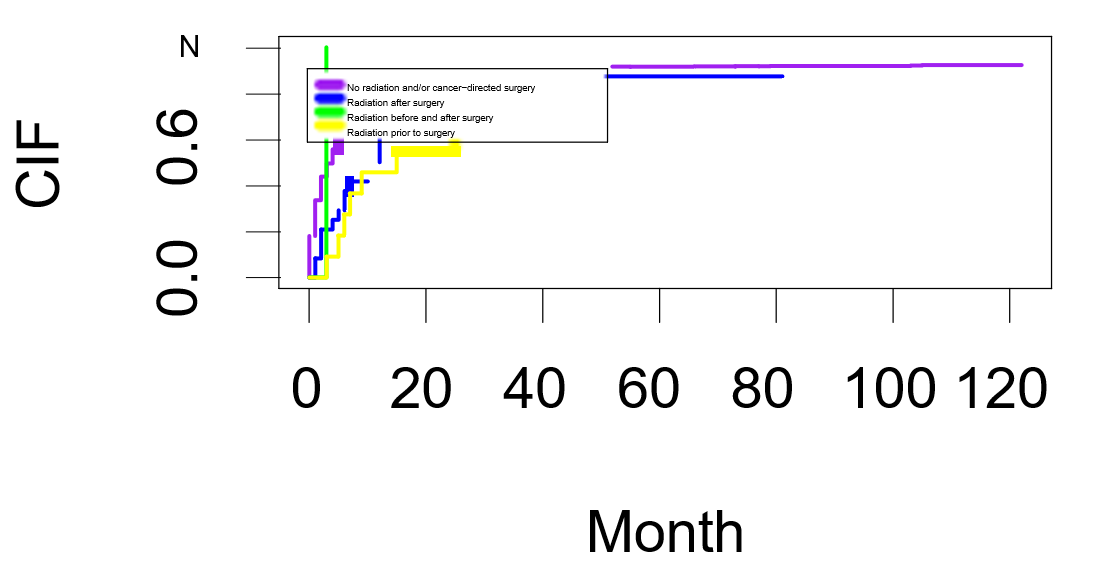 N
No radiation and/or cancer−directed surgery
Radiation after surgery
Radiation before and after surgery
Radiation prior to surgery
CIF
0.6
0.0
0 20 40 60 80 100 120
Month